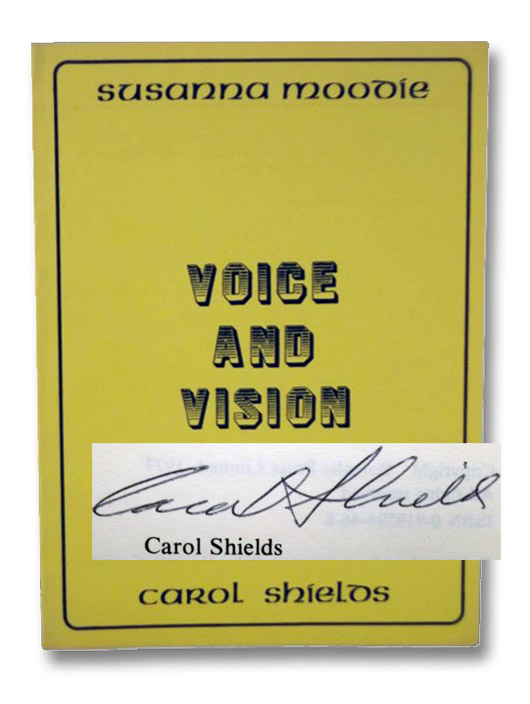 SUSANNA MOODIE
VOICE
AND
VISION
Carol Shields
Carol Shields
CAROL SHIELDS